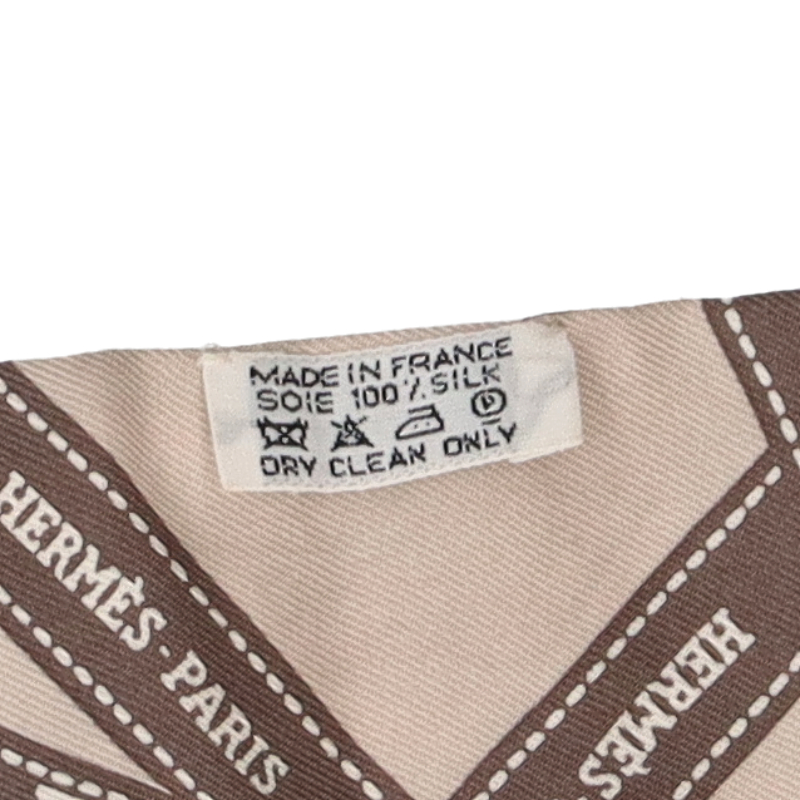 MADE IN FRANCE
SOIE 100% SILK
P
DRY CLEAN ONLY
HERMÈS-PARIS
HERMÈS